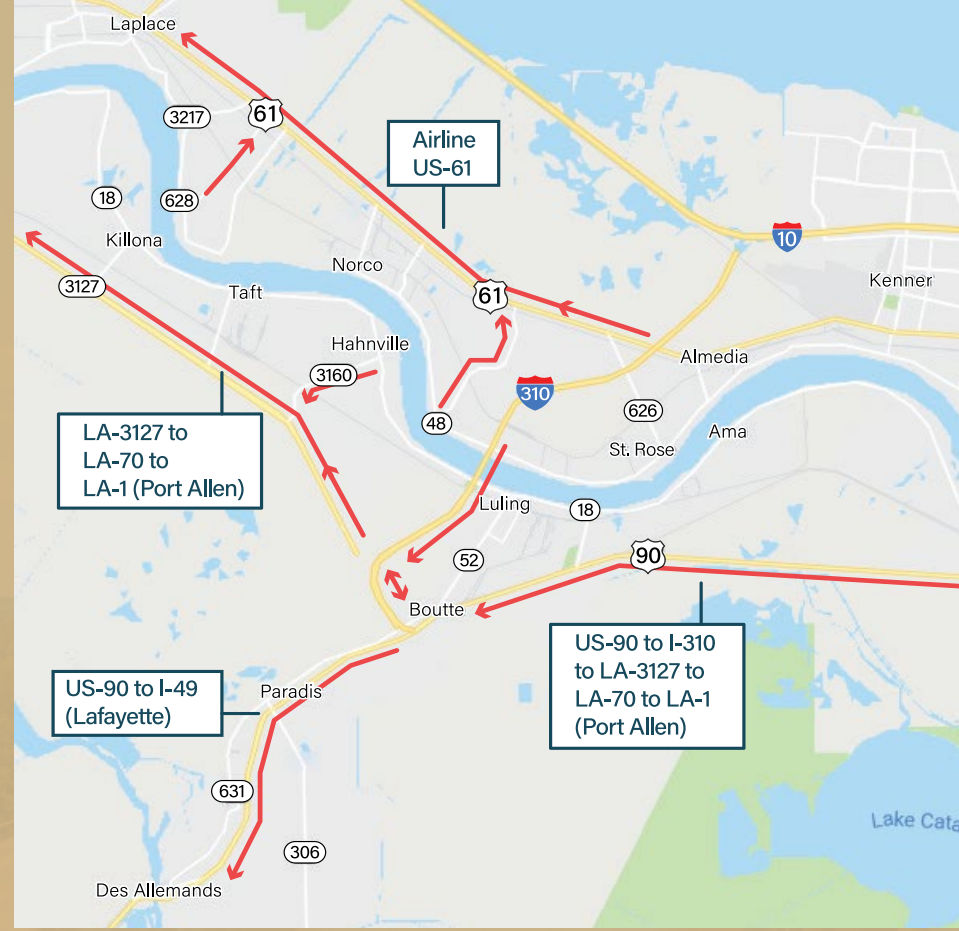 Laplace
3217
61
Airline
US-61
628
18
10
Killona
Norco
Kenner
3127
Taft
61
Hahnville
Almedia
3160
310
48
626
Ama
St. Rose
LA-3127 to
LA-70 to
LA-1 (Port Allen)
Luling
18
52
90
Boutte
US-90 to I-310
to LA-3127 to
LA-70 to LA-1
(Port Allen)
US-90 to I-49
(Lafayette)
Paradis
631
Lake Cata
306
Des Allemands